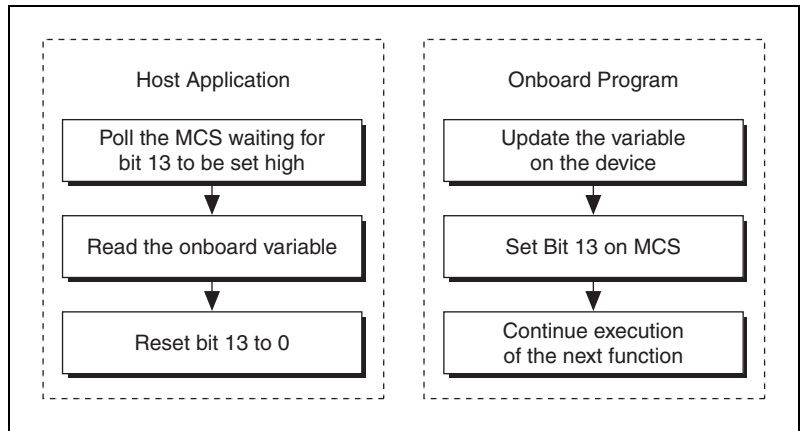 Host Application
Poll the MCS waiting for
bit 13 to be set high
Read the onboard variable
Reset bit 13 to 0
Onboard Program
Update the variable
on the device
Set Bit 13 on MCS
Continue execution
of the next function